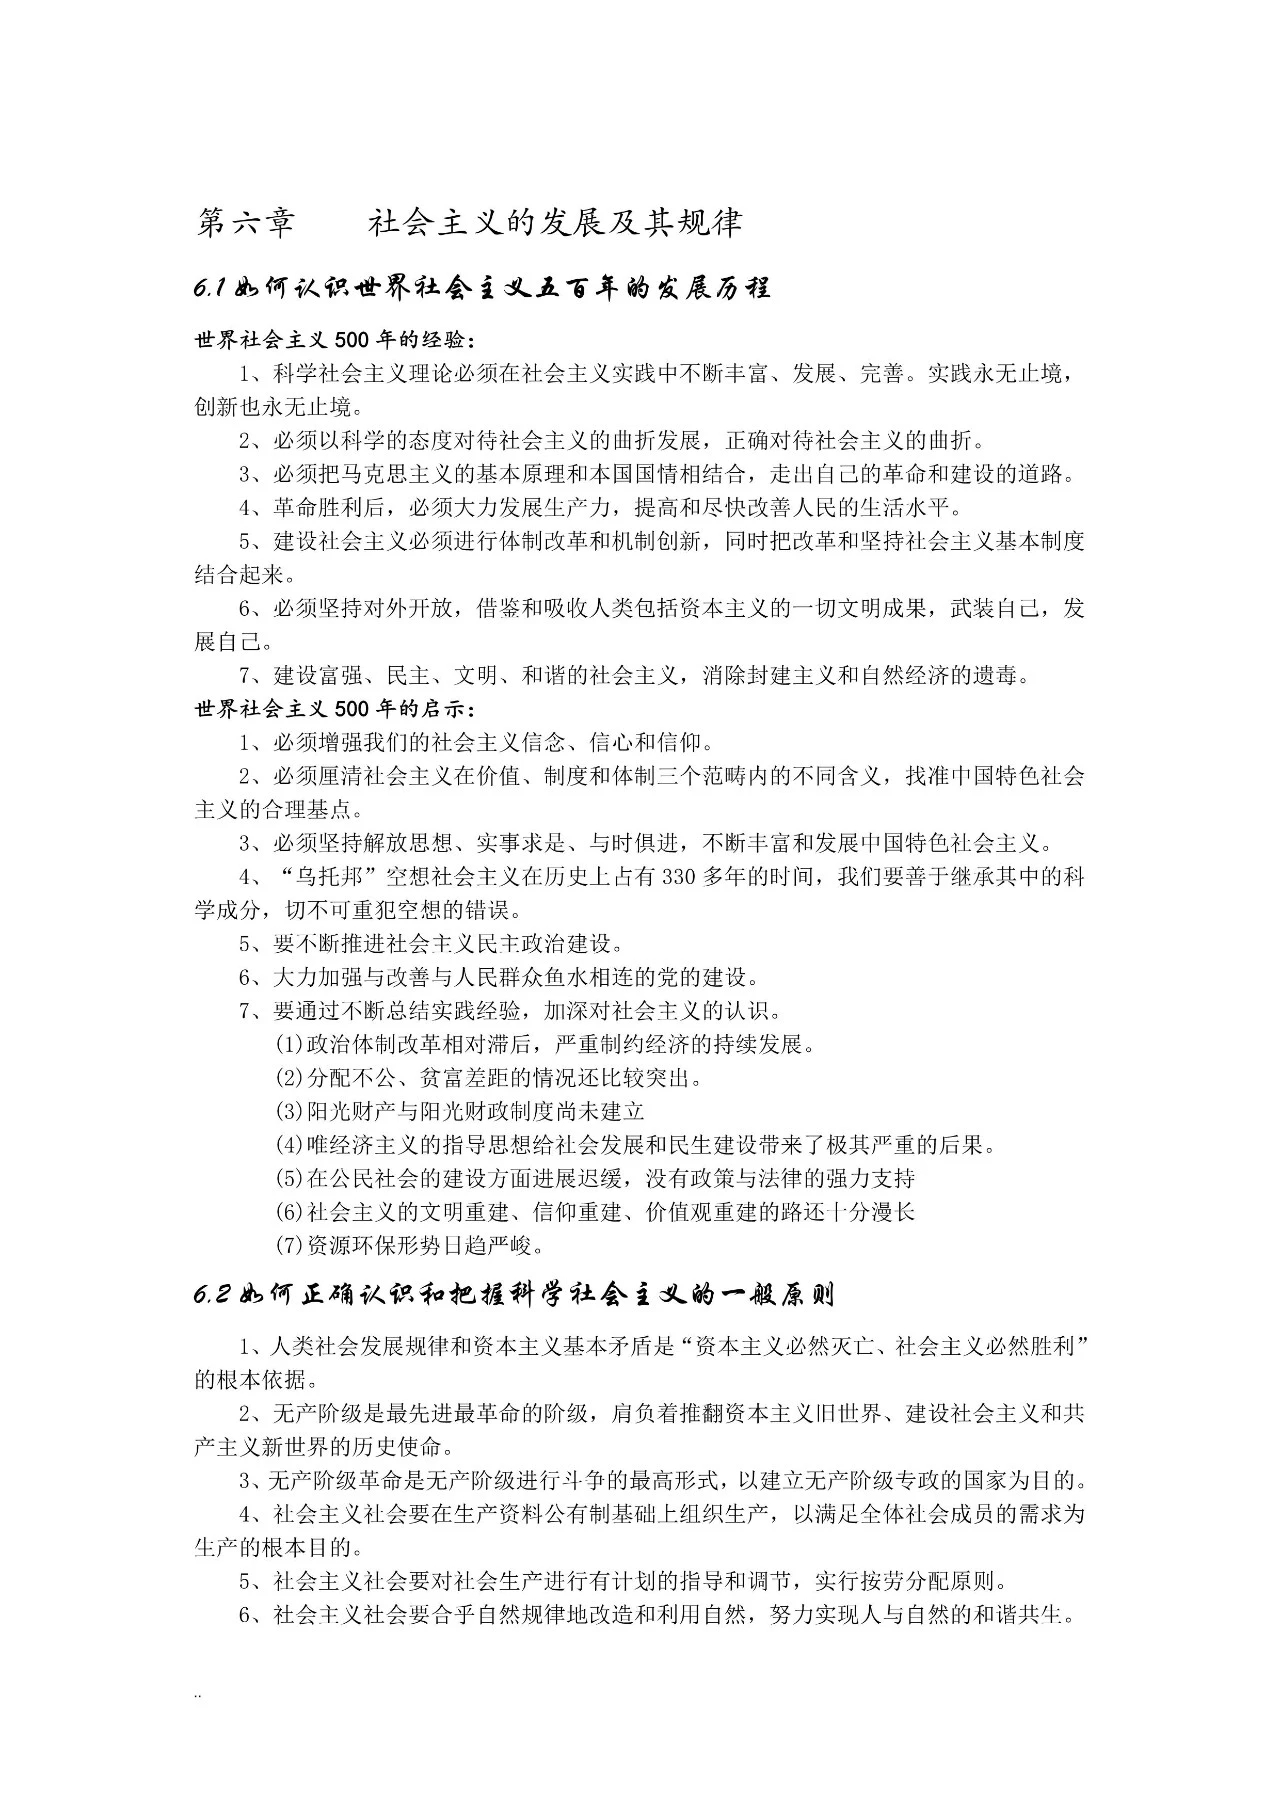 第六章　　社会主义的发展及其规律
6.1 如何认识世界社会主义五百年的发展历程
世界社会主义 500 年的经验：
1、科学社会主义理论必须在社会主义实践中不断丰富、发展、完善。实践永无止境，
创新也永无止境。
2、必须以科学的态度对待社会主义的曲折发展，正确对待社会主义的曲折。
3、必须把马克思主义的基本原理和本国国情相结合，走出自己的革命和建设的道路。
4、革命胜利后，必须大力发展生产力，提高和尽快改善人民的生活水平。
5、建设社会主义必须进行体制改革和机制创新，同时把改革和坚持社会主义基本制度
结合起来。
6、必须坚持对外开放，借鉴和吸收人类包括资本主义的一切文明成果，武装自己，发
展自己。
7、建设富强、民主、文明、和谐的社会主义，消除封建主义和自然经济的遗毒。
世界社会主义 500 年的启示：
1、必须增强我们的社会主义信念、信心和信仰。
2、必须厘清社会主义在价值、制度和体制三个范畴内的不同含义，找准中国特色社会
主义的合理基点。
3、必须坚持解放思想、实事求是、与时俱进，不断丰富和发展中国特色社会主义。
4、“乌托邦”空想社会主义在历史上占有 330 多年的时间，我们要善于继承其中的科
学成分，切不可重犯空想的错误。
5、要不断推进社会主义民主政治建设。
6、大力加强与改善与人民群众鱼水相连的党的建设。
7、要通过不断总结实践经验，加深对社会主义的认识。
(1)政治体制改革相对滞后，严重制约经济的持续发展。
(2)分配不公、贫富差距的情况还比较突出。
(3)阳光财产与阳光财政制度尚未建立
(4)唯经济主义的指导思想给社会发展和民生建设带来了极其严重的后果。
(5)在公民社会的建设方面进展迟缓，没有政策与法律的强力支持
(6)社会主义的文明重建、信仰重建、价值观重建的路还十分漫长
(7)资源环保形势日趋严峻。
6.2 如何正确认识和把握科学社会主义的一般原则
1、人类社会发展规律和资本主义基本矛盾是“资本主义必然灭亡、社会主义必然胜利”
的根本依据。
2、无产阶级是最先进最革命的阶级，肩负着推翻资本主义旧世界、建设社会主义和共
产主义新世界的历史使命。
3、无产阶级革命是无产阶级进行斗争的最高形式，以建立无产阶级专政的国家为目的。
4、社会主义社会要在生产资料公有制基础上组织生产，以满足全体社会成员的需求为
生产的根本目的。
5、社会主义社会要对社会生产进行有计划的指导和调节，实行按劳分配原则。
6、社会主义社会要合乎自然规律地改造和利用自然，努力实现人与自然的和谐共生。
..